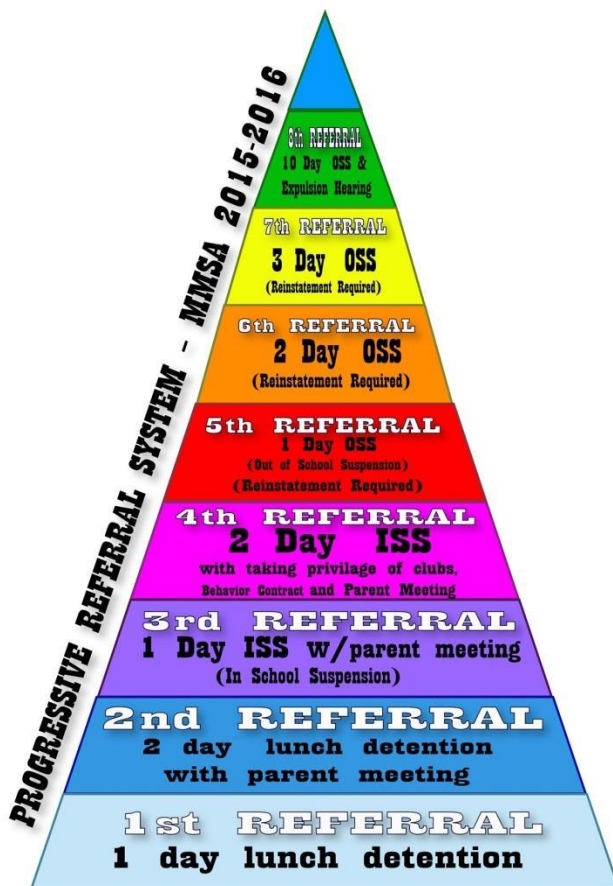 PROGRESSIVE REFERRAL SYSTEM - MMSA 2015-2016
8th REFERRAL
10 Day OSS &
Expulsion Hearing
7th REFERRAL
3 Day OSS
(Reinstatement Required)
6th REFERRAL
2 Day OSS
(Reinstatement Required)
5th REFERRAL
1 Day OSS
(Out of School Suspension)
(Reinstatement Required)
4th REFERRAL
2 Day ISS
with taking privilage of clubs,
Behavior Contract and Parent Meeting
3rd REFERRAL
1 Day ISS w/parent meeting
(In School Suspension)
2nd REFERRAL
2 day lunch detention
with parent meeting
1st REFERRAL
1 day lunch detention